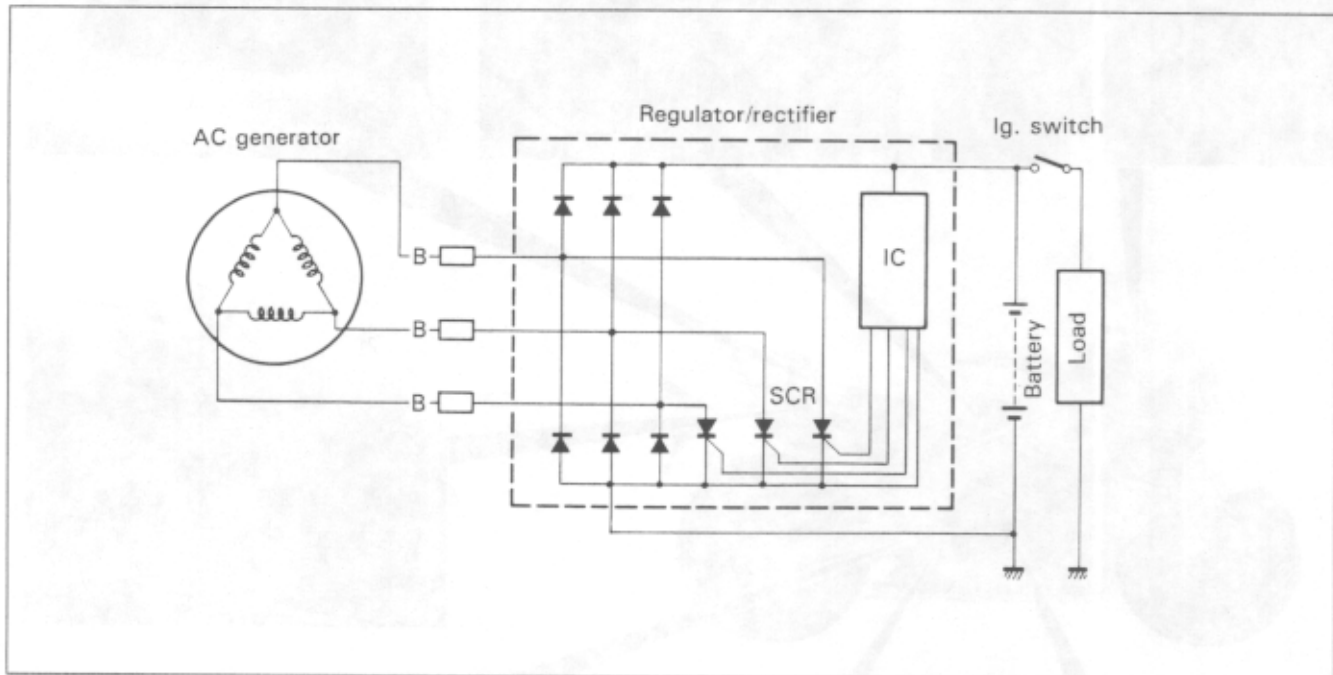 Regulator/rectifier
Ig. switch
AC generator
B
IC
B
Battery
Load
B
SCR